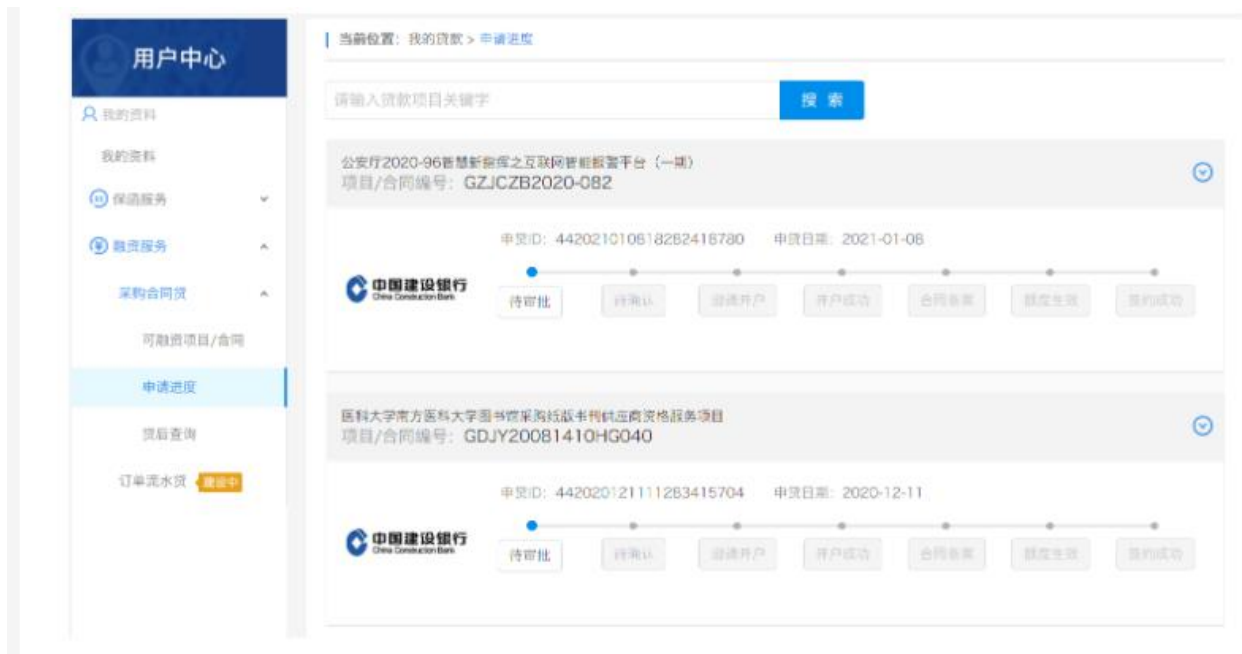 用户中心
当前位置：我的贷款 > 申请进度
请输入贷款项目关键字
搜 索
我的资料
我的资料
保函服务
融资服务
采购合同贷
可融资项目/合同
申请进度
贷后查询
订单流水贷 建设中
公安厅2020-96智慧新指挥之互联网智能报警平台（一期）
项目/合同编号：GZJCZB2020-082
申贷ID：442021010618282418780 申贷日期：2021-01-08
中国建设银行
China Construction Bank
待审批 待确认 邀请开户 开户成功 合同备案 额度生效 签约成功
医科大学南方医科大学图书馆采购纸版书刊供应商资格服务项目
项目/合同编号：GDJY20081410HG040
申贷ID：442020121111283415704 申贷日期：2020-12-11
中国建设银行
China Construction Bank
待审批 待确认 邀请开户 开户成功 合同备案 额度生效 签约成功